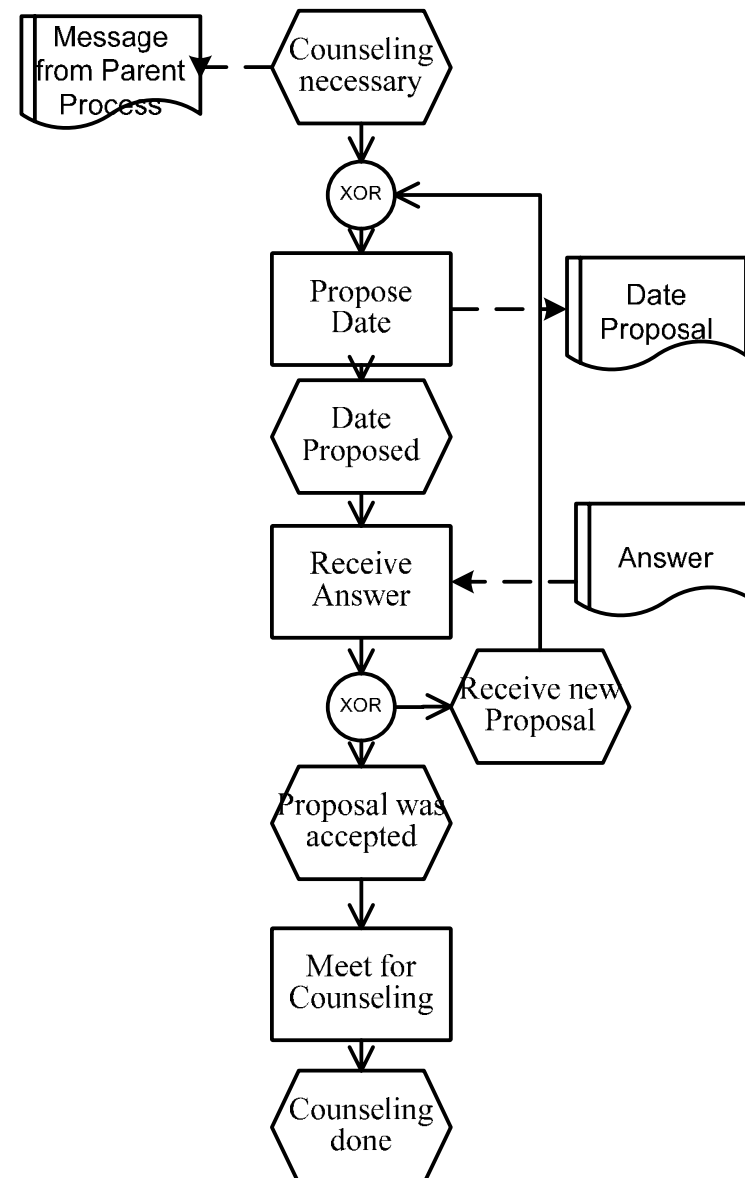 Message
from Parent
Process
Counseling
necessary
XOR
Propose
Date
Date
Proposal
Date
Proposed
Receive
Answer
Answer
XOR
Receive new
Proposal
Proposal was
accepted
Meet for
Counseling
Counseling
done